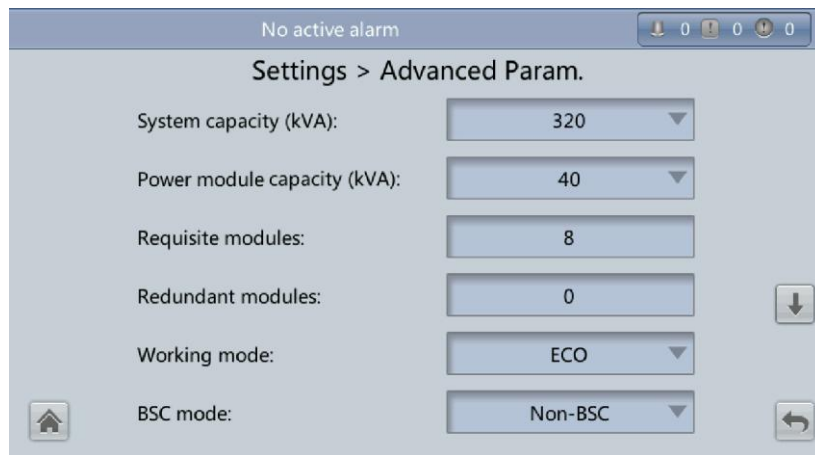 No active alarm 0 0 0
Settings > Advanced Param.
System capacity (kVA): 320
Power module capacity (kVA): 40
Requisite modules: 8
Redundant modules: 0
Working mode: ECO
BSC mode: Non-BSC